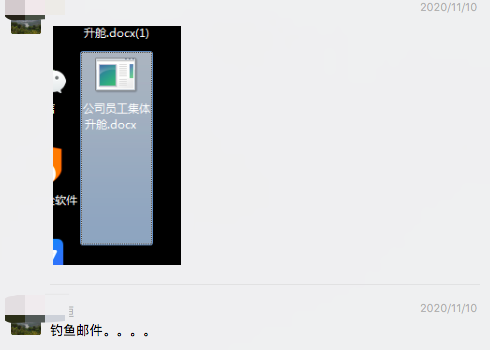 2020/11/10
升舱.docx(1)
公司员工集体
升舱.docx
软件
2020/11/10
钓鱼邮件。。。。